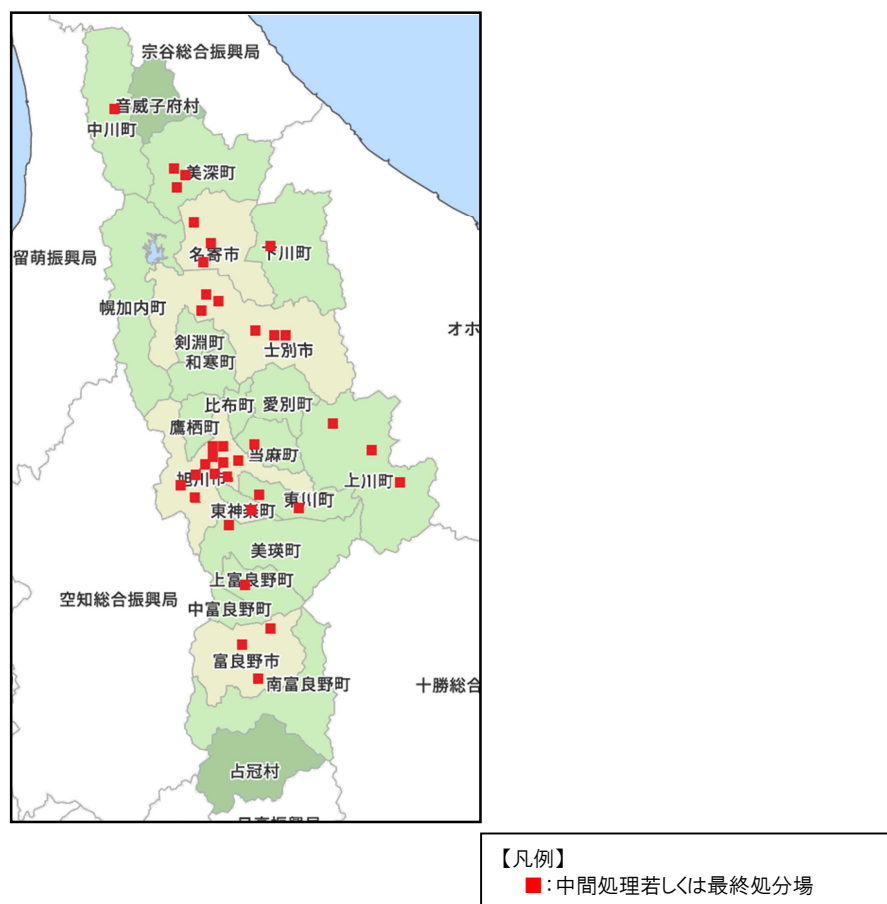 宗谷総合振興局
音威子府村
中川町
美深町
名寄市
下川町
留萌振興局
幌加内町
オホ
剣淵町
士別市
和寒町
比布町
愛別町
鷹栖町
当麻町
旭川市
上川町
東川町
東神楽町
美瑛町
上富良野町
空知総合振興局
中富良野町
富良野市
南富良野町
十勝総合
占冠村
【凡例】
■：中間処理若しくは最終処分場